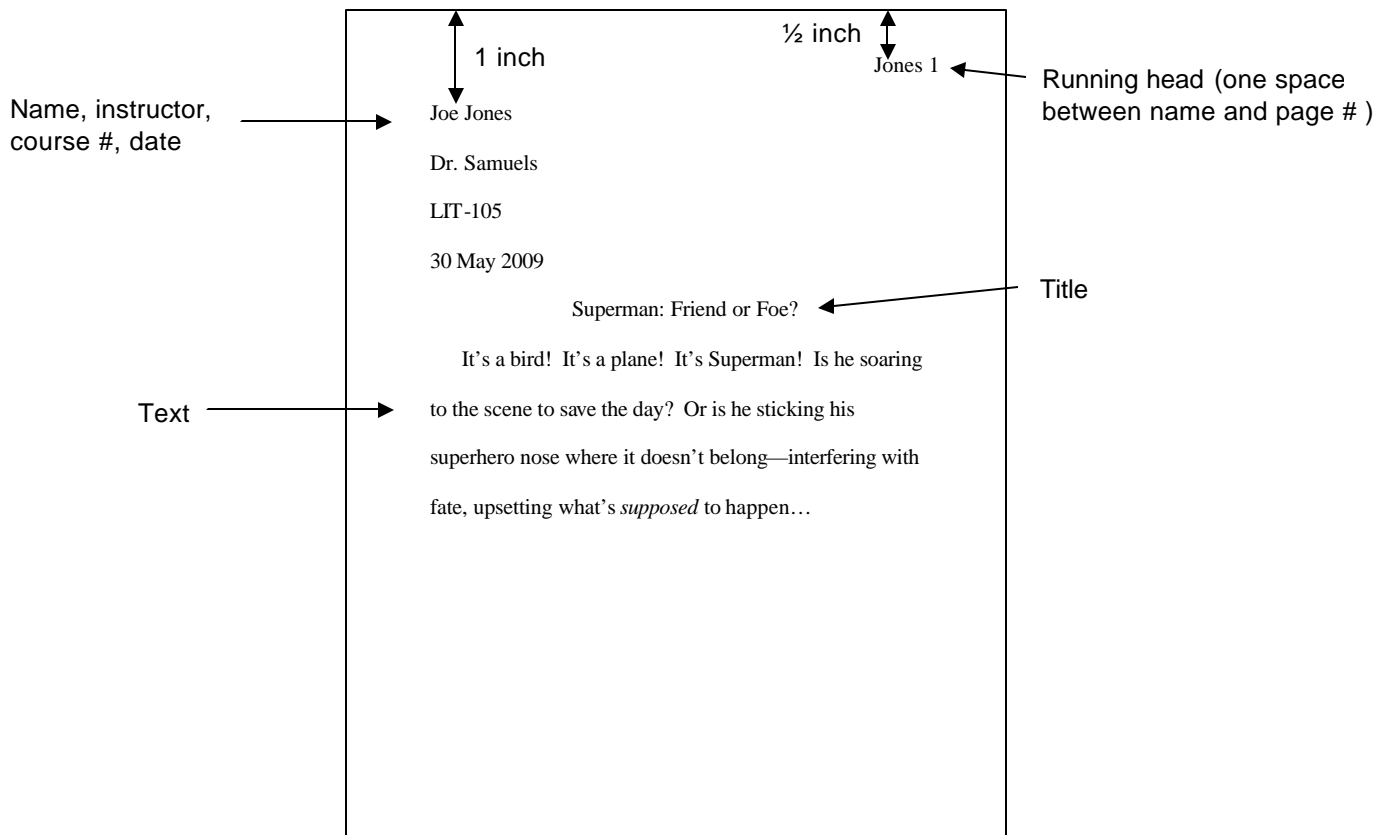 ½ inch
1 inch
Jones 1
Running head (one space
between name and page # )
Name, instructor,
course #, date
Joe Jones
Dr. Samuels
LIT-105
30 May 2009
Title
Superman: Friend or Foe?
It's a bird!  It's a plane!  It's Superman!  Is he soaring
Text
to the scene to save the day?  Or is he sticking his
superhero nose where it doesn't belong—interfering with
fate, upsetting what's supposed to happen…